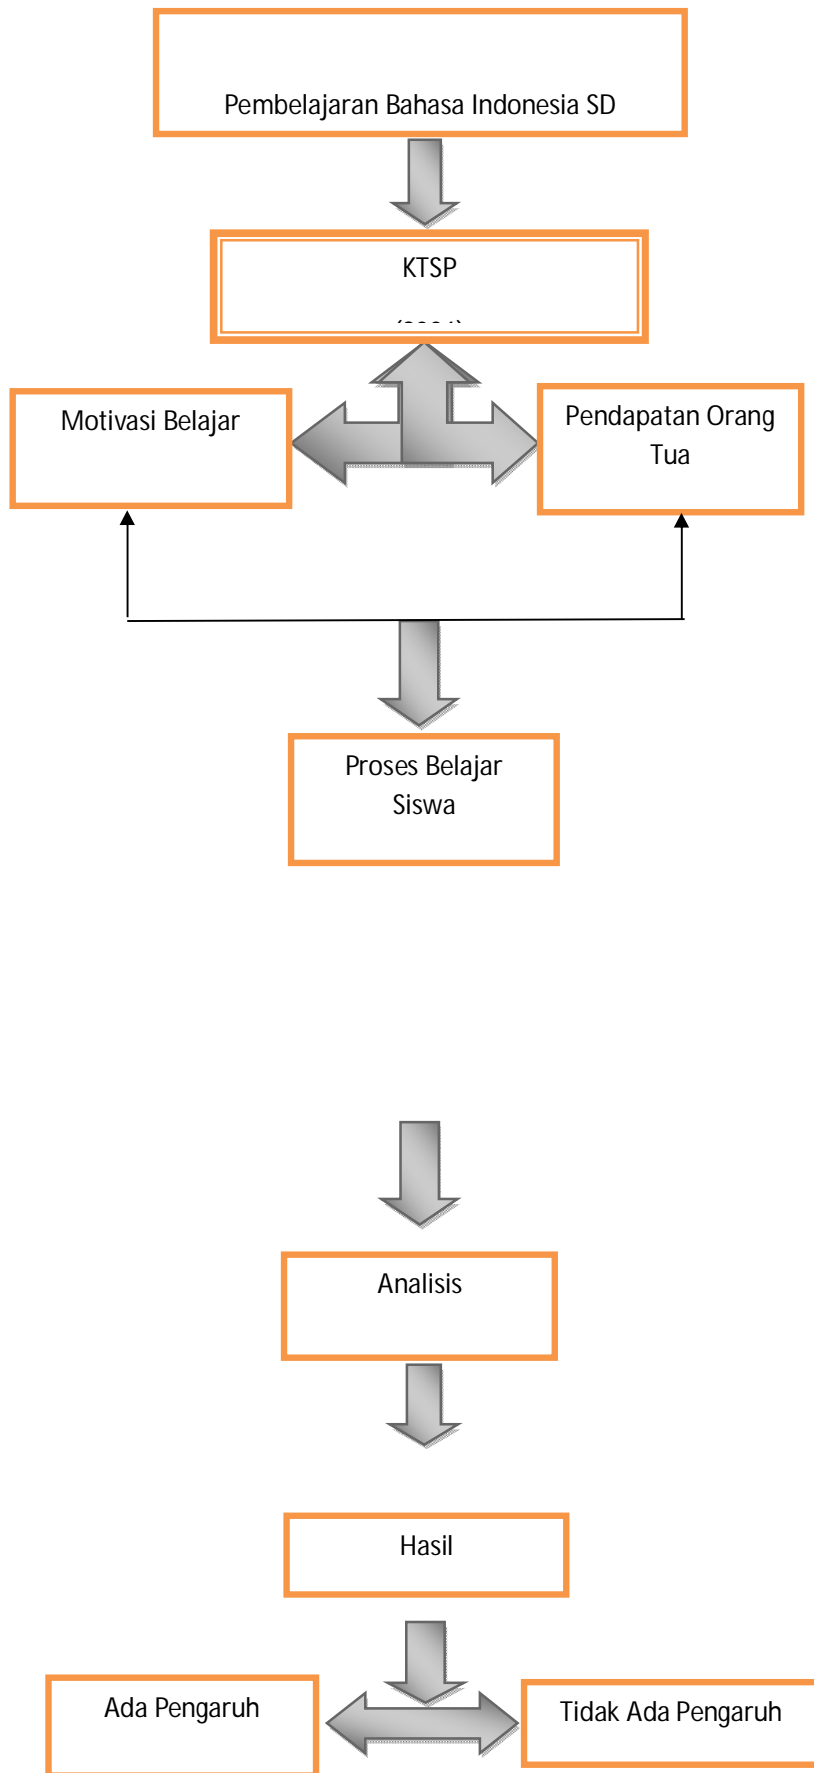 Pembelajaran Bahasa Indonesia SD
KTSP
Motivasi Belajar
Pendapatan Orang
Tua
Proses Belajar
Siswa
Analisis
Hasil
Ada Pengaruh
Tidak Ada Pengaruh